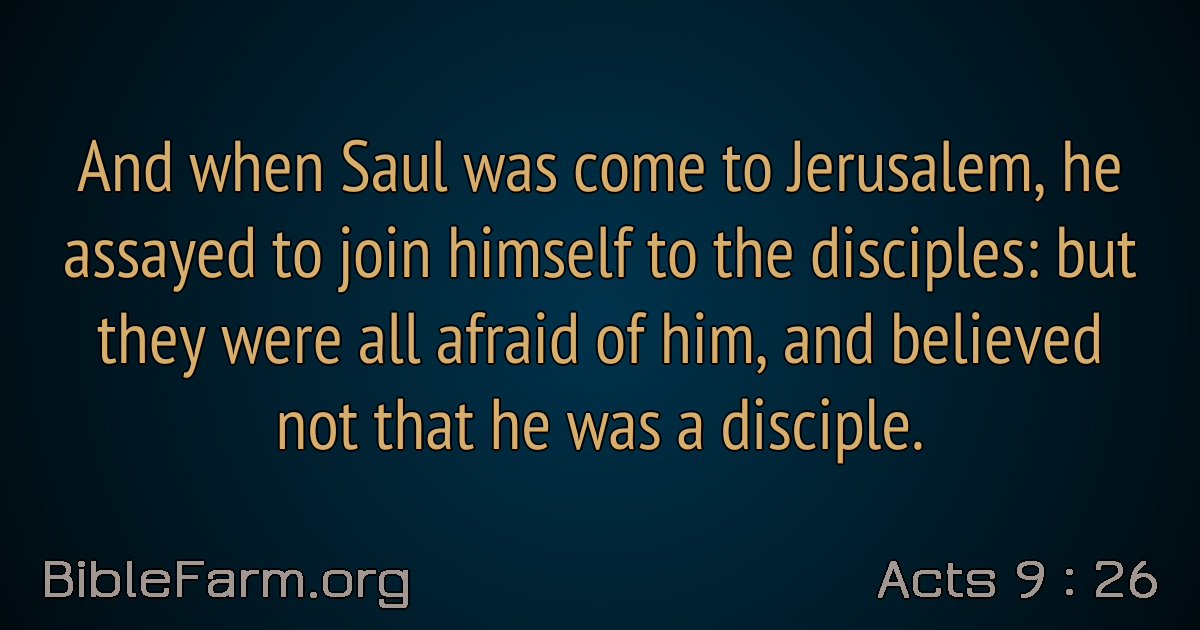 And when Saul was come to Jerusalem, he
assayed to join himself to the disciples: but
they were all afraid of him, and believed
not that he was a disciple.
BibleFarm.org
Acts 9 : 26